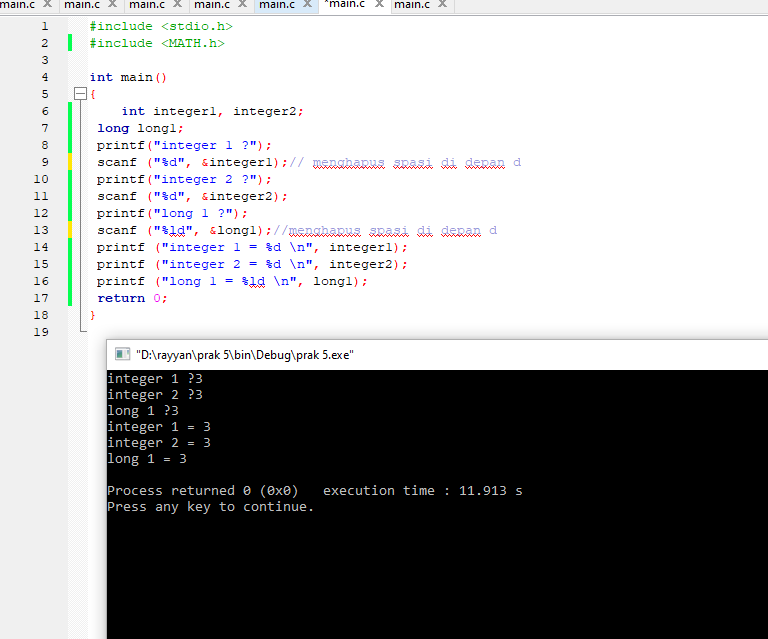 main.c main.c main.c main.c main.c *main.c main.c
1 #include <stdio.h>
2 #include <MATH.h>
3
4 int main()
5 {
6 int integer1, integer2;
7 long long1;
8 printf("integer 1 ?");
9 scanf ("%d", &integer1);// menghapus spasi di depan d
10 printf("integer 2 ?");
11 scanf ("%d", &integer2);
12 printf("long 1 ?");
13 scanf ("%ld", &long1);//menghapus spasi di depan d
14 printf ("integer 1 = %d \n", integer1);
15 printf ("integer 2 = %d \n", integer2);
16 printf ("long 1 = %ld \n", long1);
17 return 0;
18 }
19
"D:\rayyan\prak 5\bin\Debug\prak 5.exe"
integer 1 ?3
integer 2 ?3
long 1 ?3
integer 1 = 3
integer 2 = 3
long 1 = 3
Process returned 0 (0x0) execution time : 11.913 s
Press any key to continue.